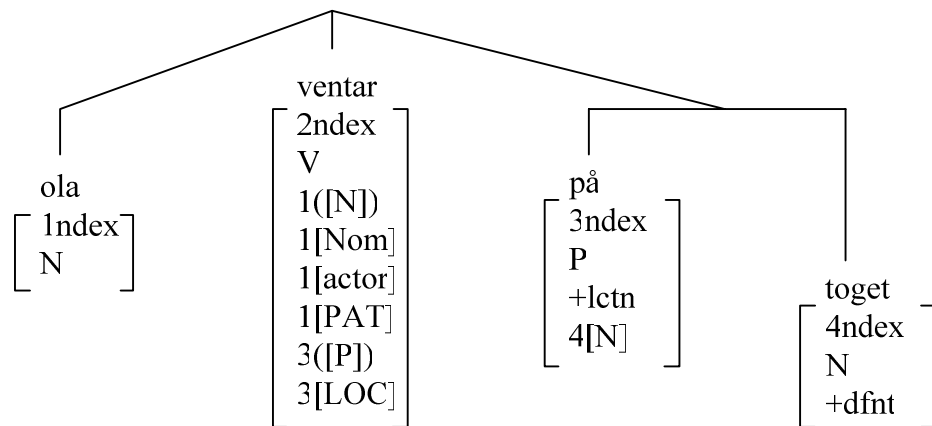 ventar
2ndex
V
1([N])
1[Nom]
1[actor]
1[PAT]
3([P])
3[LOC]
ola
1ndex
N
på
3ndex
P
+lctn
4[N]
toget
4ndex
N
+dfnt